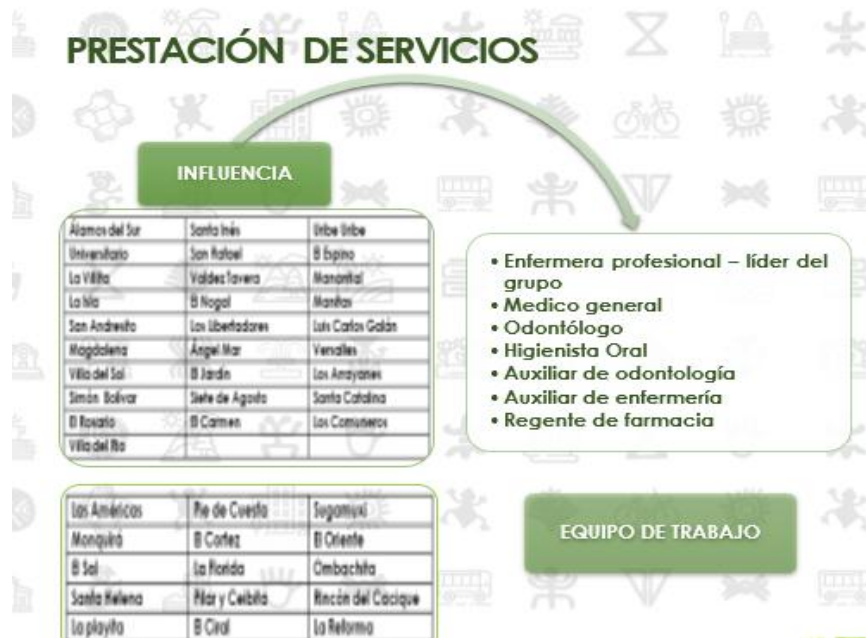 PRESTACIÓN DE SERVICIOS
INFLUENCIA
Álamos del Sur Santa Inés Uribe Uribe
Universitario San Rafael El Espino
La Villita Valdez Tavera Manantial
La Isla El Nogal Manitas
San Andresito Los Libertadores Luis Carlos Galán
Magdalena Ángel Mar Versalles
Villa del Sol El Jardín Los Arrayanes
Simón Bolívar Siete de Agosto Santa Catalina
El Rosario El Carmen Los Comuneros
Villa del Rio
Las Américas Pie de Cuesta Sugamuxi
Monquirá El Cortez El Oriente
El Sol La Florida Ombachita
Santa Helena Pilar y Ceibita Rincón del Cacique
La playita El Ciral La Reforma
• Enfermera profesional – líder del
grupo
• Medico general
• Odontólogo
• Higienista Oral
• Auxiliar de odontología
• Auxiliar de enfermería
• Regente de farmacia
EQUIPO DE TRABAJO